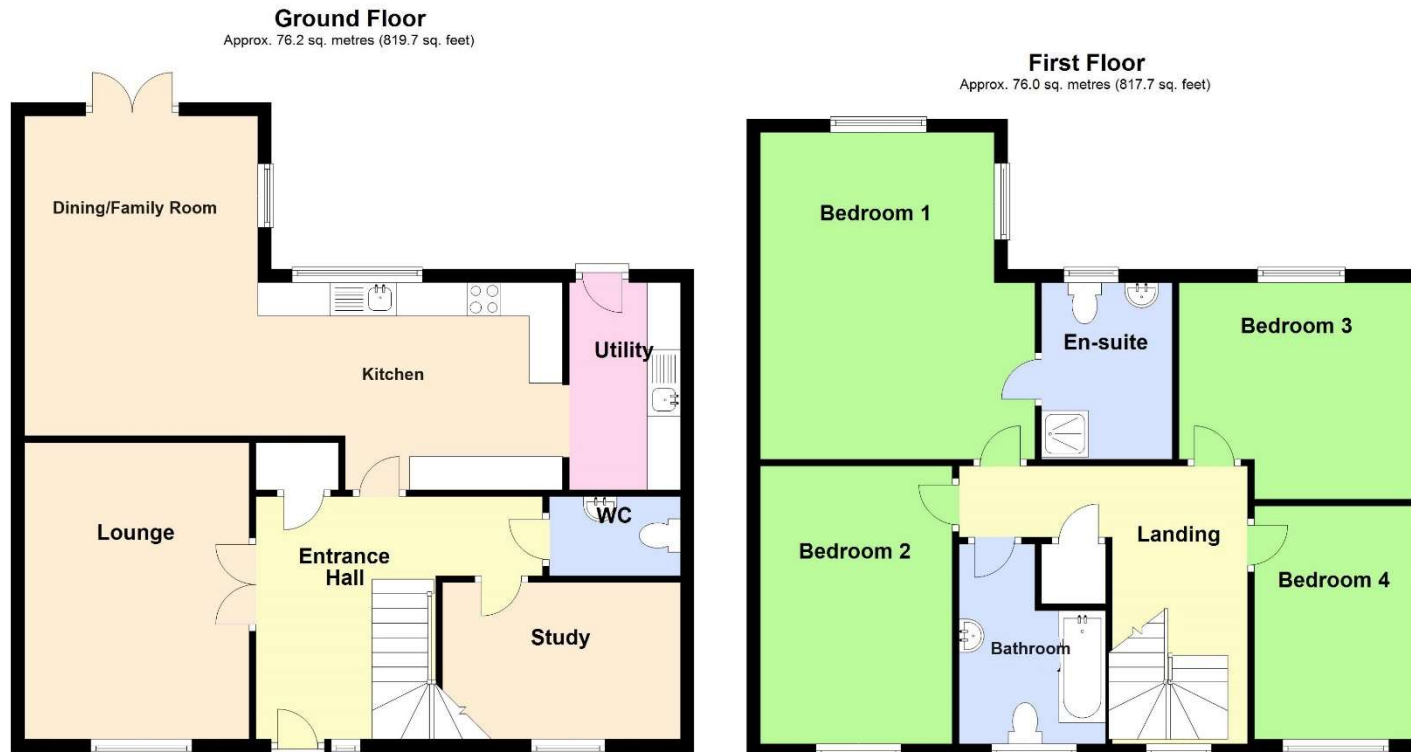 Ground Floor
Approx. 76.2 sq. metres (819.7 sq. feet)
Dining/Family Room
Kitchen
Utility
Lounge
Entrance
Hall
WC
Study
First Floor
Approx. 76.0 sq. metres (817.7 sq. feet)
Bedroom 1
En-suite
Bedroom 3
Bedroom 2
Landing
Bedroom 4
Bathroom